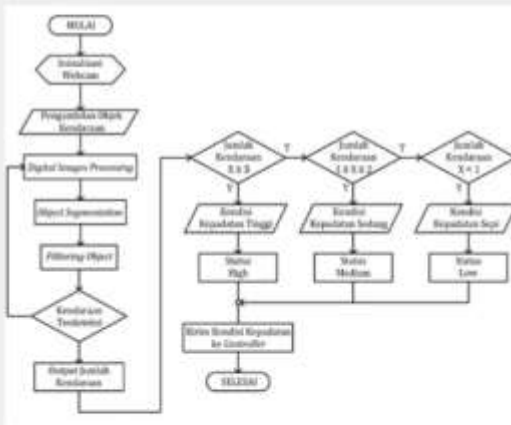 MULAI
Inisialisasi
Webcam
Pengambilan Objek
Kendaraan
Digital Images Processing
Object Segmentation
Filtering Object
Kendaraan
Terdeteksi
Output Jumlah
Kendaraan
Jumlah
Kendaraan
Y
Y
Kondisi
Kepadatan Tinggi
Status
High
Jumlah
Kendaraan
Y
Y
Kondisi
Kepadatan Sedang
Status
Medium
Jumlah
Kendaraan
X < 1
Y
Kondisi
Kepadatan Sepi
Status
Low
Kirim Kondisi Kepadatan
ke Controller
SELESAI